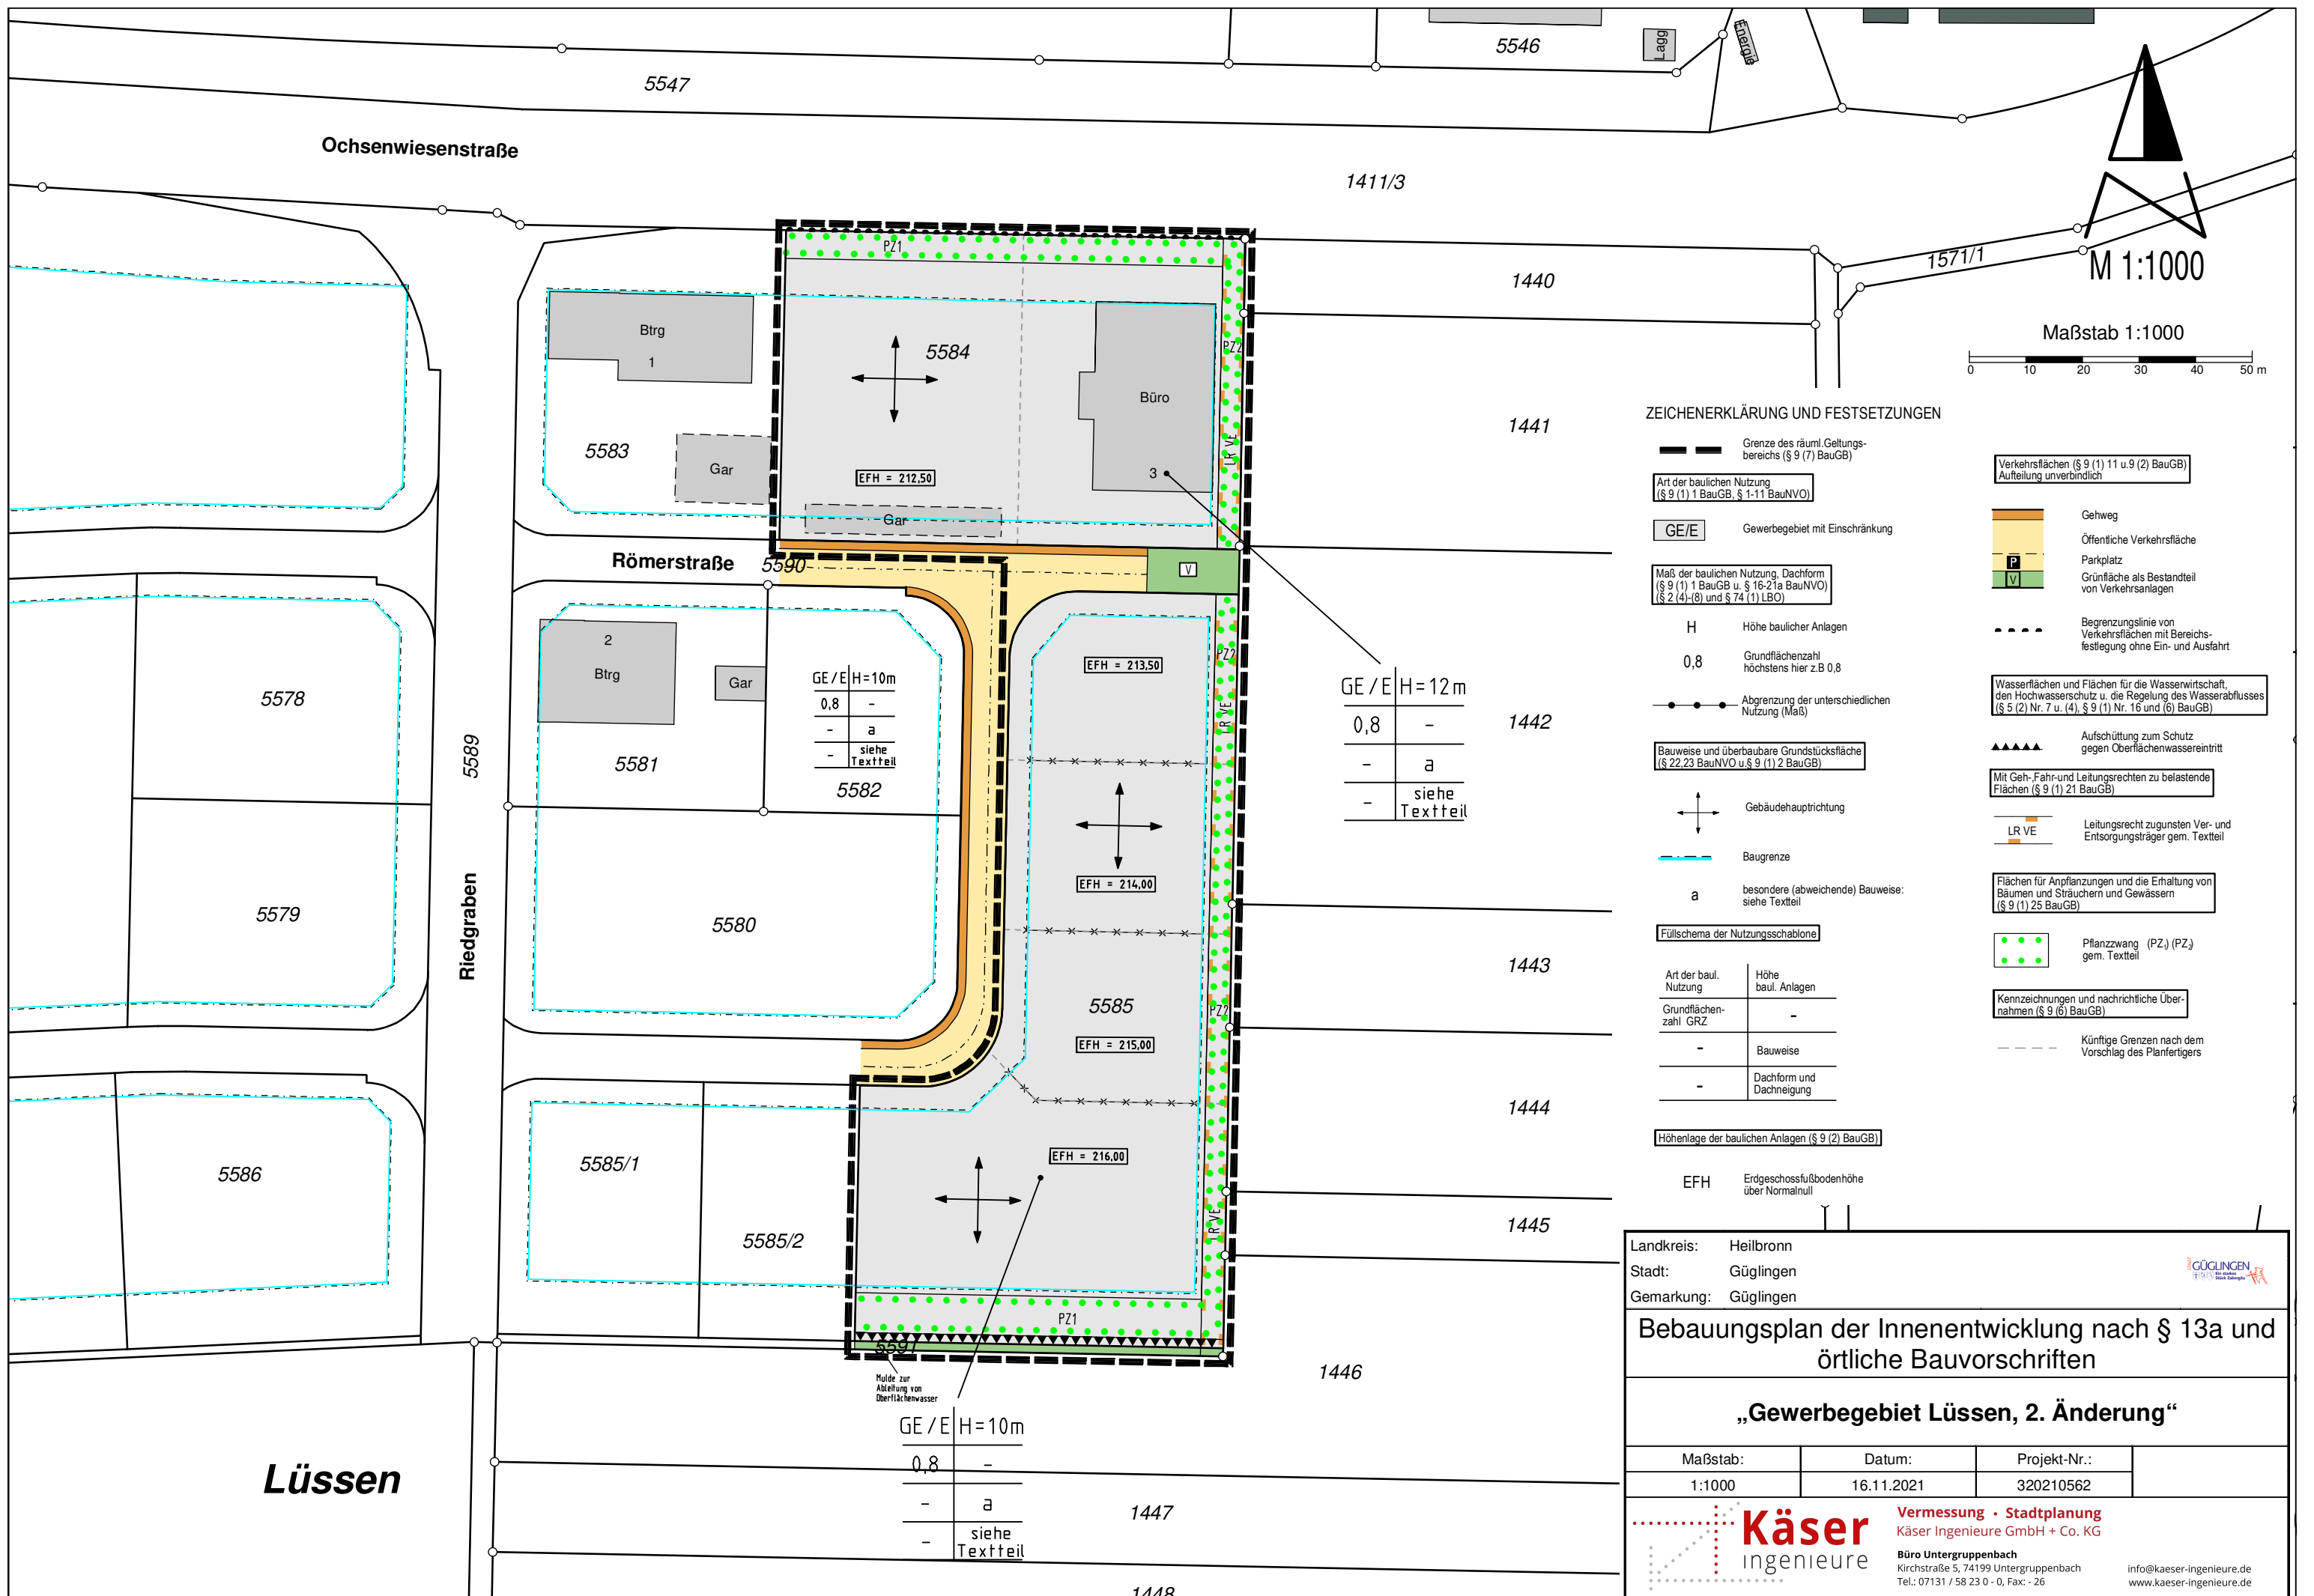 5546
Lagg
Energie
5547
Ochsenwiesenstraße
1411/3
1571/1
M 1:1000
Maßstab 1:1000
0 10 20 30 40 50 m
PZ1
1440
PZ2
Btrg
1
5584
Büro
5583
Gar
3
LR VE
1441
EFH = 212,50
Gar
Römerstraße
5590
V
2
Btrg
Gar
5578
5581
5582
GE/E H=10m
0,8 -
- a
- siehe
Textteil
EFH = 213,50
PZ2
LR VE
GE/E H=12m
0,8 -
- a
- siehe
Textteil
1442
5589
Riedgraben
EFH = 214,00
5579
5580
1443
5585
PZ2
EFH = 215,00
1444
5586
5585/1
5585/2
EFH = 216,00
LR VE
1445
PZ1
5591
Mulde zur
Ableitung von
Oberflächenwasser
1446
GE/E H=10m
0,8 -
- a
- siehe
Textteil
Lüssen
1447
1448
ZEICHENERKLÄRUNG UND FESTSETZUNGEN
Grenze des räuml.Geltungs-
bereichs (§ 9 (7) BauGB)
Art der baulichen Nutzung
(§ 9 (1) 1 BauGB, § 1-11 BauNVO)
GE/E Gewerbegebiet mit Einschränkung
Maß der baulichen Nutzung, Dachform
(§ 9 (1) 1 BauGB u. § 16-21a BauNVO)
(§ 2 (4)-(8) und § 74 (1) LBO)
H Höhe baulicher Anlagen
0,8 Grundflächenzahl
höchstens hier z.B 0,8
Abgrenzung der unterschiedlichen
Nutzung (Maß)
Bauweise und überbaubare Grundstücksfläche
(§ 22,23 BauNVO u.§ 9 (1) 2 BauGB)
Gebäudehauptrichtung
Baugrenze
a besondere (abweichende) Bauweise:
siehe Textteil
Füllschema der Nutzungsschablone
Art der baul.
Nutzung
Höhe
baul. Anlagen
Grundflächen-
zahl GRZ
-
- Bauweise
- Dachform und
Dachneigung
Höhenlage der baulichen Anlagen (§ 9 (2) BauGB)
EFH Erdgeschossfußbodenhöhe
über Normalnull
Verkehrsflächen (§ 9 (1) 11 u.9 (2) BauGB)
Aufteilung unverbindlich
Gehweg
Öffentliche Verkehrsfläche
P Parkplatz
V Grünfläche als Bestandteil
von Verkehrsanlagen
Begrenzungslinie von
Verkehrsflächen mit Bereichs-
festlegung ohne Ein- und Ausfahrt
Wasserflächen und Flächen für die Wasserwirtschaft,
den Hochwasserschutz u. die Regelung des Wasserabflusses
(§ 5 (2) Nr. 7 u. (4), § 9 (1) Nr. 16 und (6) BauGB)
Aufschüttung zum Schutz
gegen Oberflächenwassereintritt
Mit Geh-,Fahr-und Leitungsrechten zu belastende
Flächen (§ 9 (1) 21 BauGB)
LR VE Leitungsrecht zugunsten Ver- und
Entsorgungsträger gem. Textteil
Flächen für Anpflanzungen und die Erhaltung von
Bäumen und Sträuchern und Gewässern
(§ 9 (1) 25 BauGB)
Pflanzzwang (PZ1) (PZ2)
gem. Textteil
Kennzeichnungen und nachrichtliche Über-
nahmen (§ 9 (6) BauGB)
Künftige Grenzen nach dem
Vorschlag des Planfertigers
Landkreis: Heilbronn
Stadt: Güglingen
Gemarkung: Güglingen
GÜGLINGEN
Ein starkes
Stück Zabergäu
Bebauungsplan der Innenentwicklung nach § 13a und
örtliche Bauvorschriften
„Gewerbegebiet Lüssen, 2. Änderung“
Maßstab: Datum: Projekt-Nr.:
1:1000 16.11.2021 320210562
Käser
ingenieure
Vermessung • Stadtplanung
Käser Ingenieure GmbH + Co. KG
Büro Untergruppenbach
Kirchstraße 5, 74199 Untergruppenbach
Tel.: 07131 / 58 23 0 - 0, Fax: - 26
info@kaeser-ingenieure.de
www.kaeser-ingenieure.de